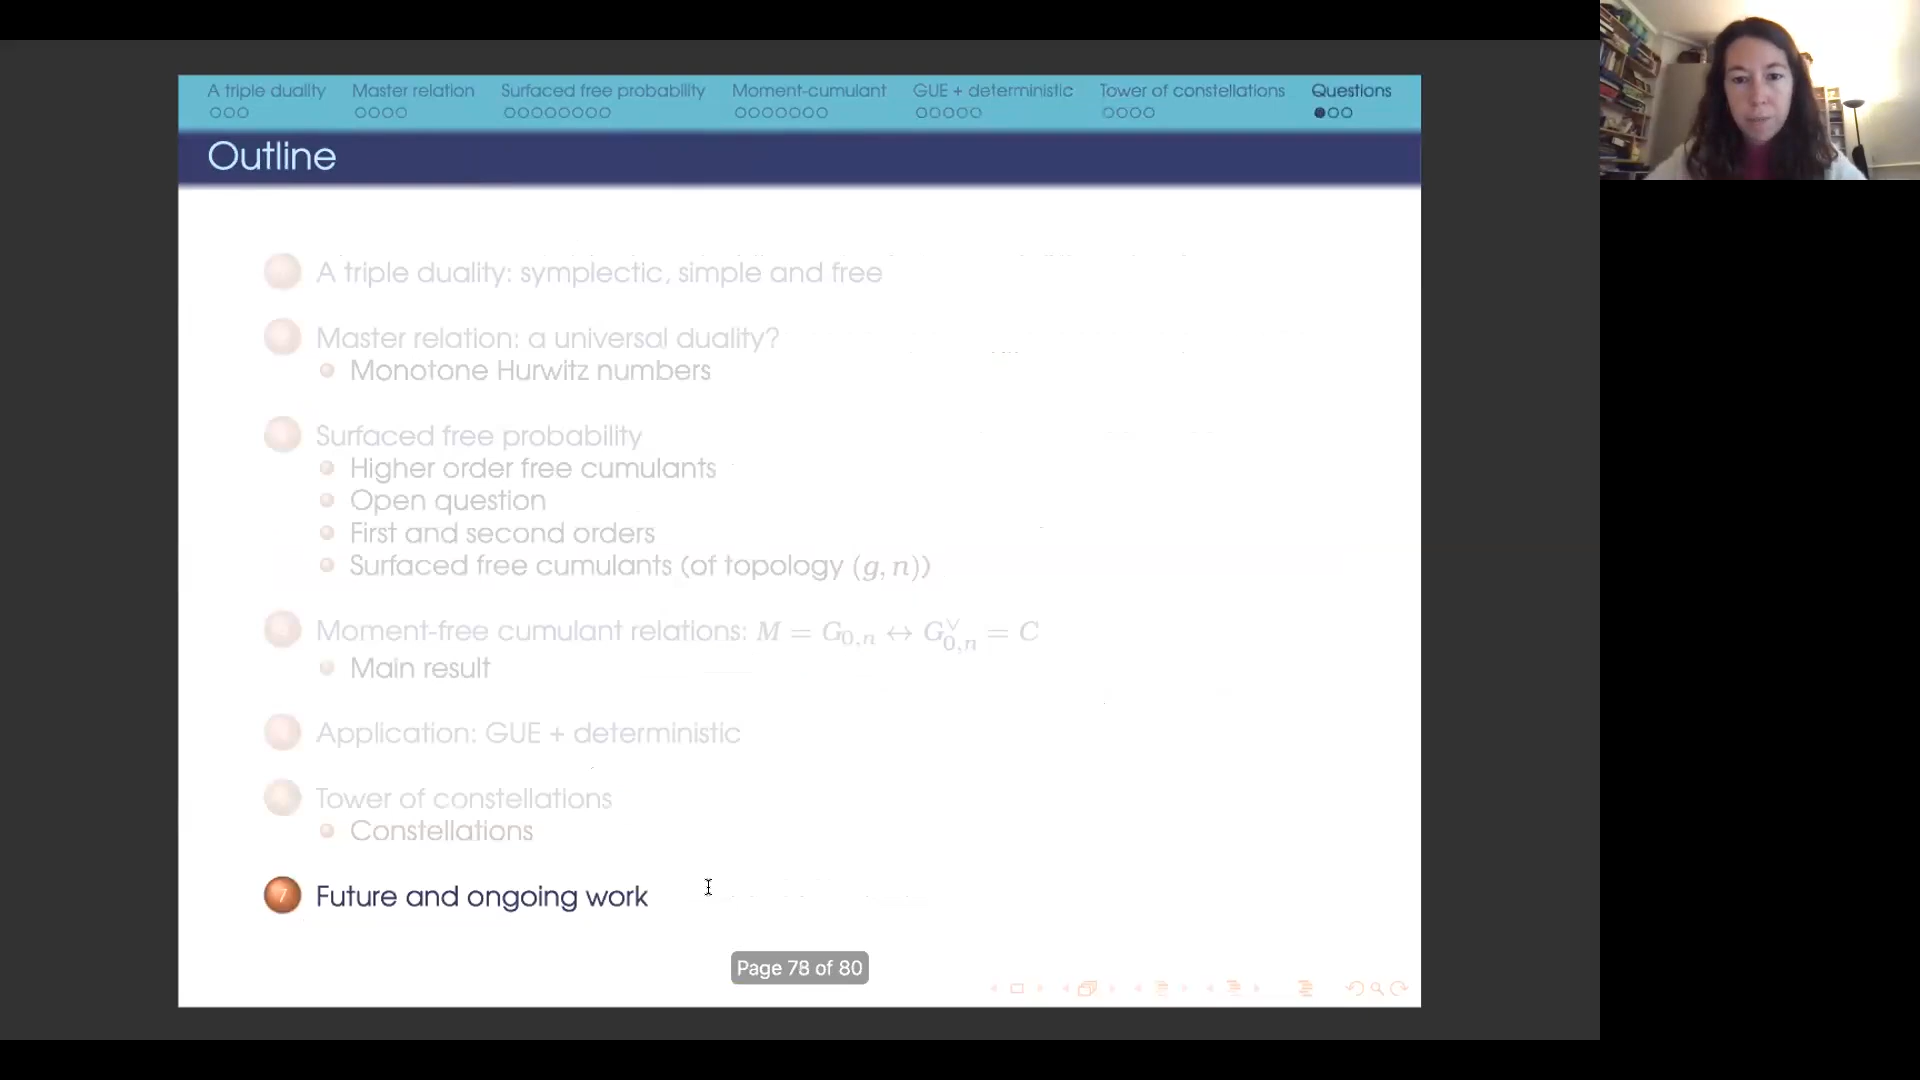 A triple duality Master relation Surfaced free probability Moment-cumulant GUE + deterministic Tower of constellations Questions
Outline
A triple duality: symplectic, simple and free
Master relation: a universal duality?
Monotone Hurwitz numbers
Surfaced free probability
Higher order free cumulants
Open question
First and second orders
Surfaced free cumulants (of topology (g, n))
Moment-free cumulant relations: M = G_{0,n} ↔ G^∨_{0,n} = C
Main result
Application: GUE + deterministic
Tower of constellations
Constellations
7 Future and ongoing work
Page 78 of 80